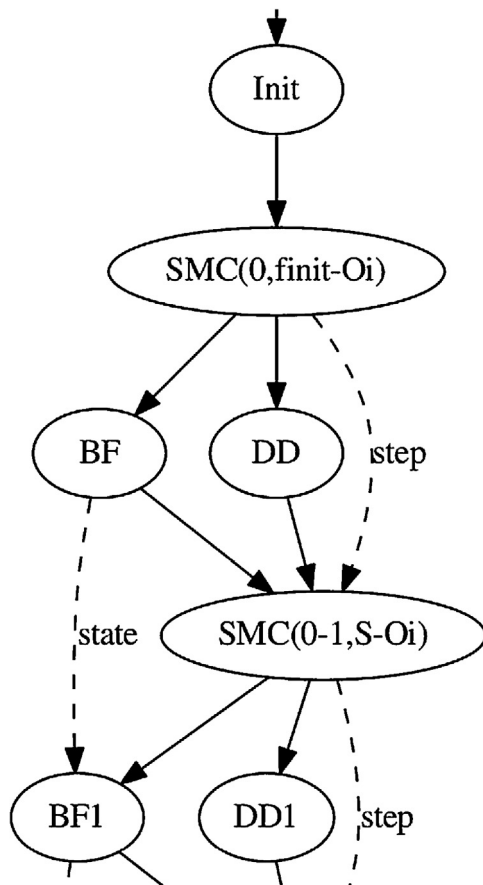 Init
SMC(0,finit-Oi)
BF
DD
step
SMC(0-1,S-Oi)
state
BF1
DD1
step